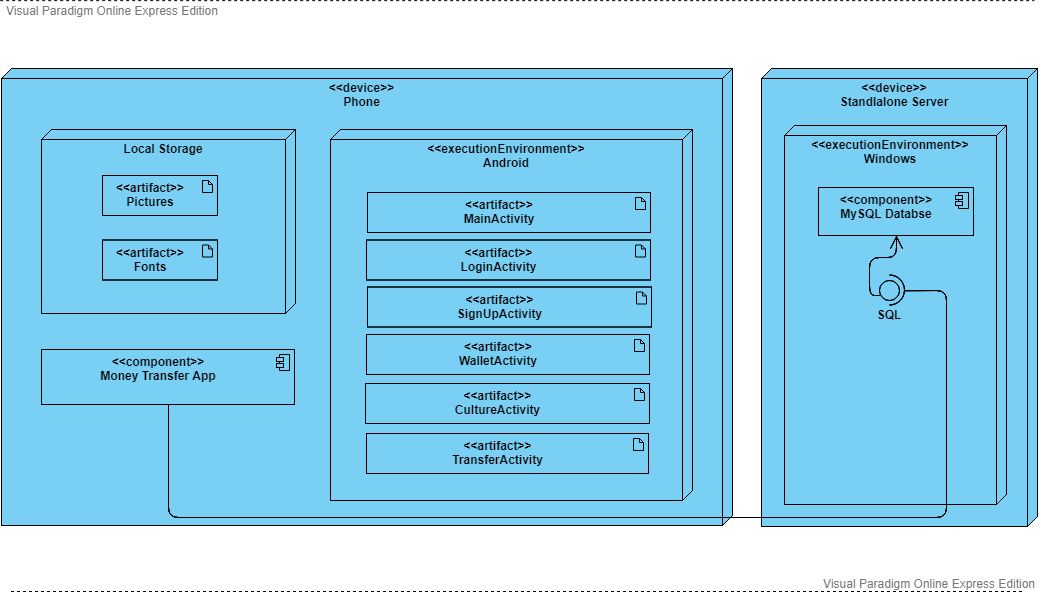 Visual Paradigm Online Express Edition
<<device>>
Phone
Local Storage
<<artifact>>
Pictures
<<artifact>>
Fonts
<<component>>
Money Transfer App
<<executionEnvironment>>
Android
<<artifact>>
MainActivity
<<artifact>>
LoginActivity
<<artifact>>
SignUpActivity
<<artifact>>
WalletActivity
<<artifact>>
CultureActivity
<<artifact>>
TransferActivity
<<device>>
Standlalone Server
<<executionEnvironment>>
Windows
<<component>>
MySQL Databse
SQL
Visual Paradigm Online Express Edition